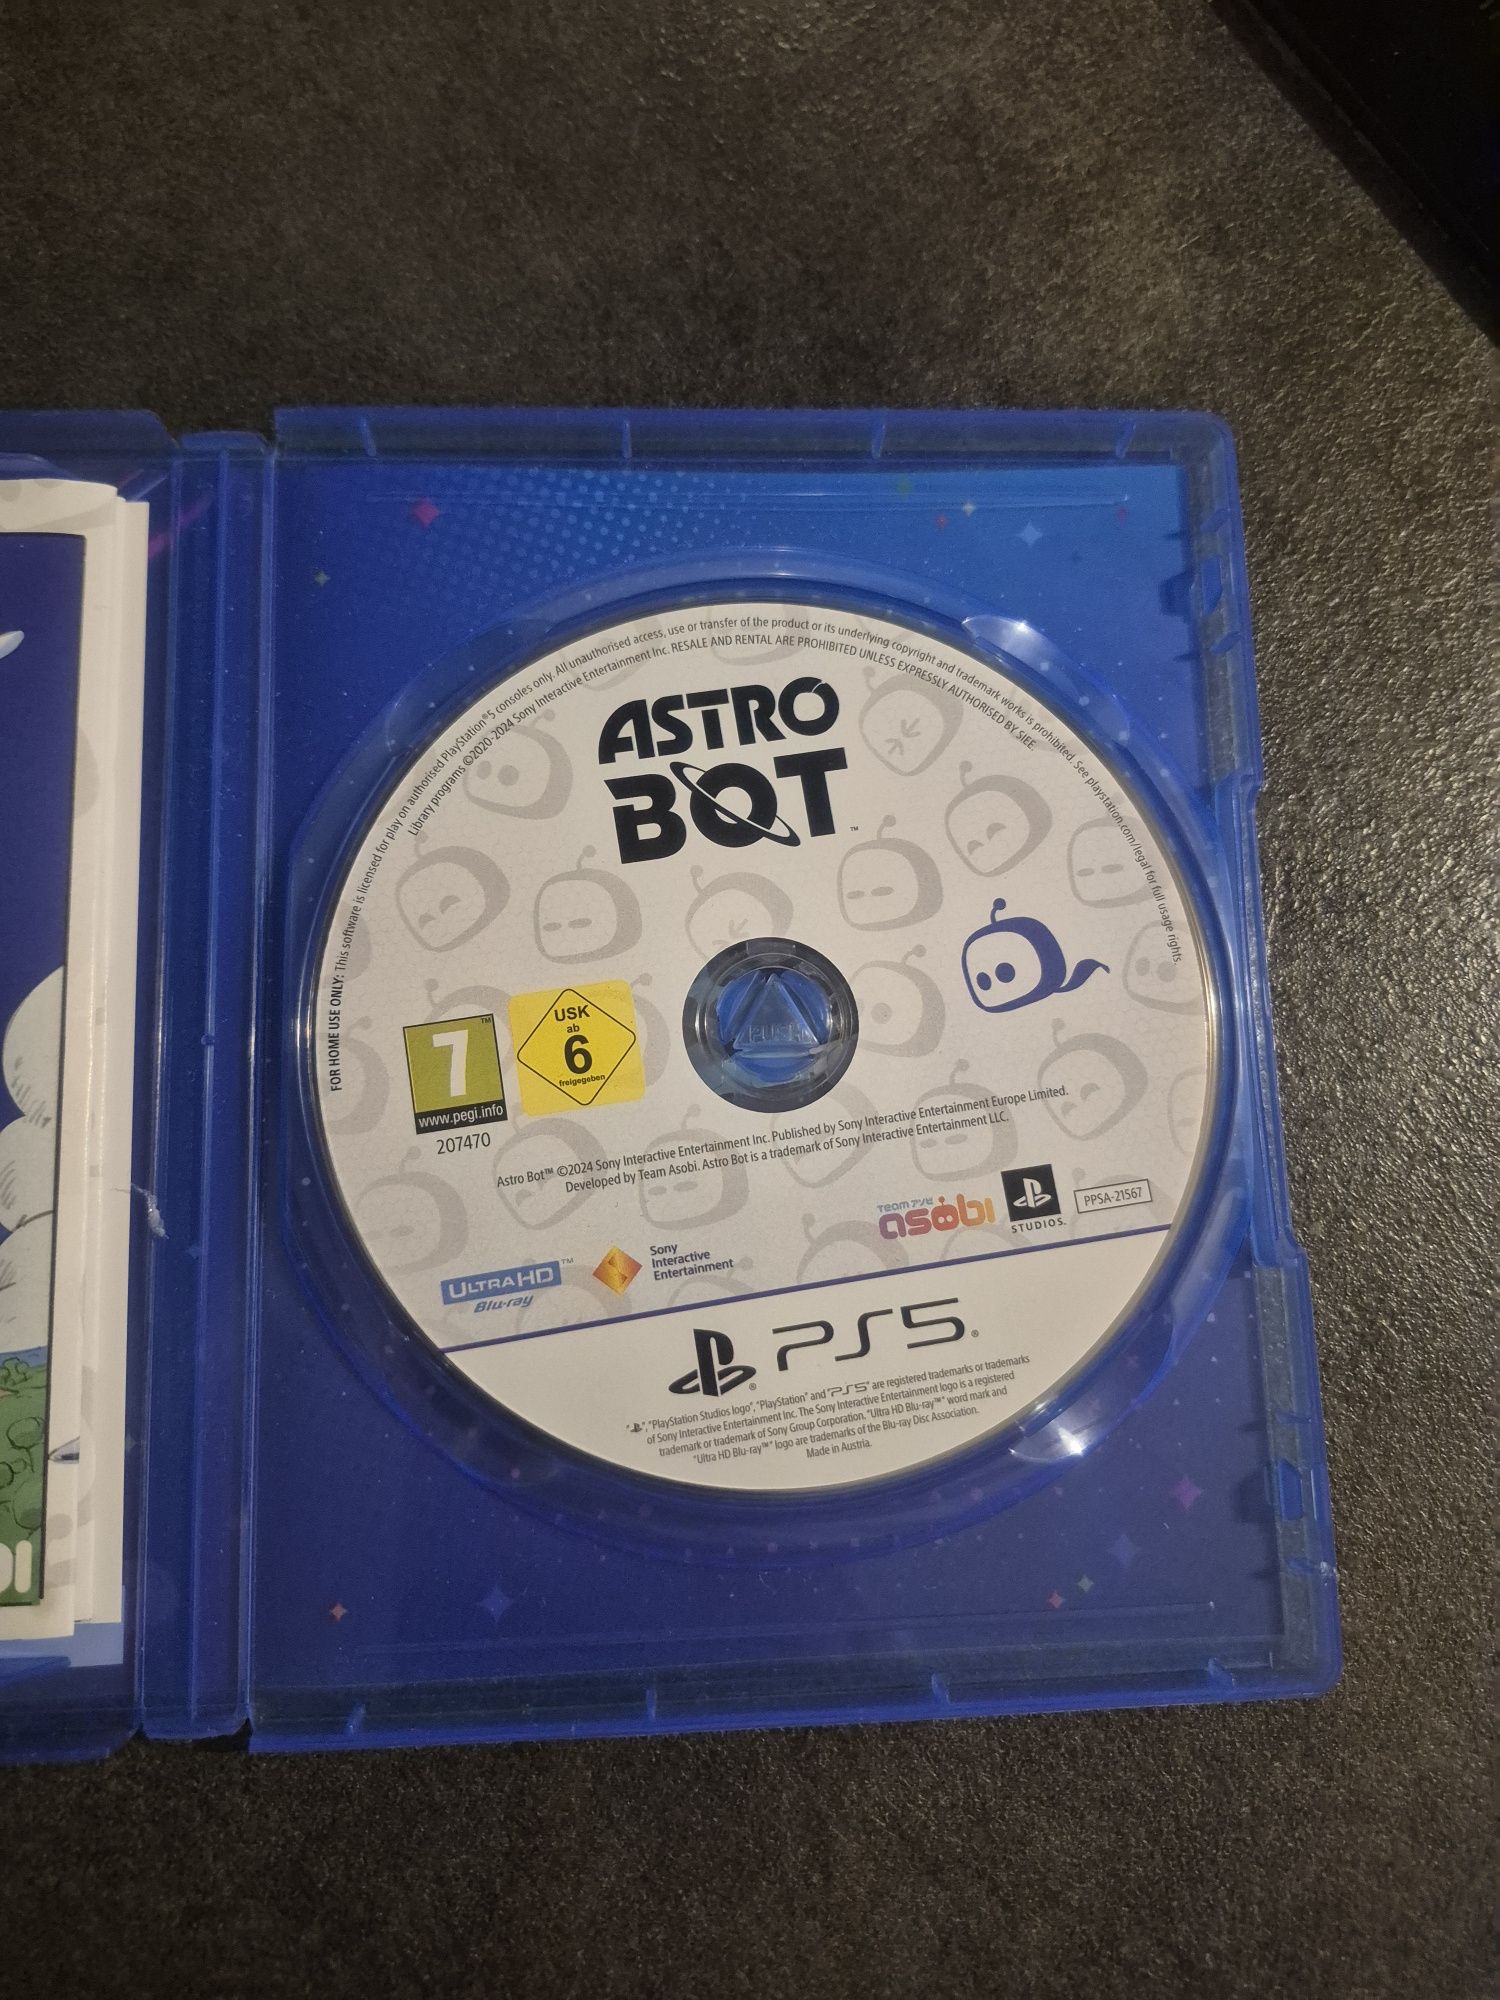 FOR HOME USE ONLY: This software is licensed for play on authorised PlayStation®5 consoles only. All unauthorised access, use or transfer of the product or its underlying copyright and trademark works is prohibited. See playstation.com/legal for full usage rights.
Library programs ©2020-2024 Sony Interactive Entertainment Inc. RESALE AND RENTAL ARE PROHIBITED UNLESS EXPRESSLY AUTHORISED BY SIEE.
ASTRO
BOT™
PUSH
7™
www.pegi.info
207470
USK
ab
6
freigegeben
Astro Bot™ ©2024 Sony Interactive Entertainment Inc. Published by Sony Interactive Entertainment Europe Limited.
Developed by Team Asobi. Astro Bot is a trademark of Sony Interactive Entertainment LLC.
Team アソビ
asobi
STUDIOS™
PPSA-21567
ULTRA HD™
Blu-ray
Sony
Interactive
Entertainment
PS5®
"PlayStation Studios logo", "PlayStation" and "PS5" are registered trademarks or trademarks
of Sony Interactive Entertainment Inc. The Sony Interactive Entertainment logo is a registered
trademark or trademark of Sony Group Corporation. "Ultra HD Blu-ray™" word mark and
"Ultra HD Blu-ray™" logo are trademarks of the Blu-ray Disc Association.
Made in Austria.